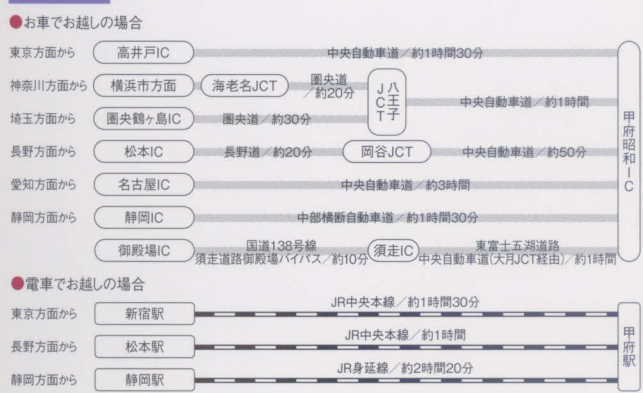 ●お車でお越しの場合
東京方面から 高井戸IC 中央自動車道/約1時間30分
神奈川方面から 横浜市方面 海老名JCT 圏央道/約20分
八王子JCT 中央自動車道/約1時間
埼玉方面から 圏央鶴ヶ島IC 圏央道/約30分
長野方面から 松本IC 長野道/約20分 岡谷JCT 中央自動車道/約50分
愛知方面から 名古屋IC 中央自動車道/約3時間
静岡方面から 静岡IC 中部横断自動車道/約1時間30分
御殿場IC 国道138号線
須走道路御殿場バイパス/約10分 須走IC 東富士五湖道路
中央自動車道(大月JCT経由)/約1時間
甲府昭和IC
●電車でお越しの場合
東京方面から 新宿駅 JR中央本線/約1時間30分
長野方面から 松本駅 JR中央本線/約1時間
静岡方面から 静岡駅 JR身延線/約2時間20分
甲府駅